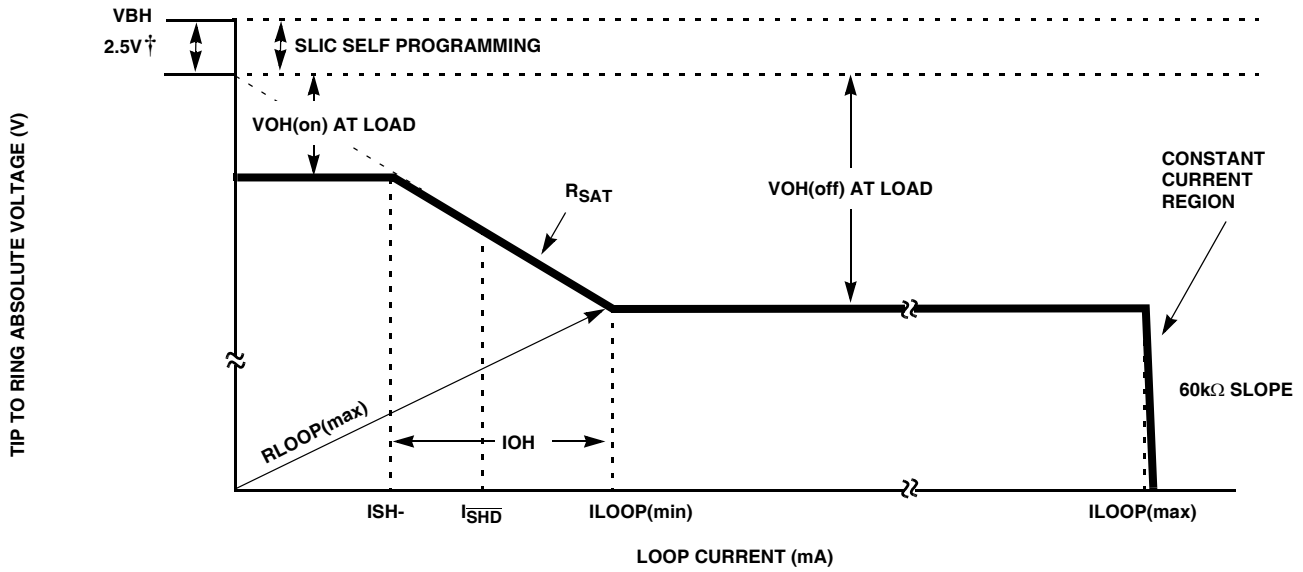 VBH
2.5V†
SLIC SELF PROGRAMMING
VOH(on) AT LOAD
VOH(off) AT LOAD
CONSTANT
CURRENT
REGION
RSAT
TIP TO RING ABSOLUTE VOLTAGE (V)
60kΩ SLOPE
RLOOP(max)
IOH
ISH-
ISHD
ILOOP(min)
ILOOP(max)
LOOP CURRENT (mA)